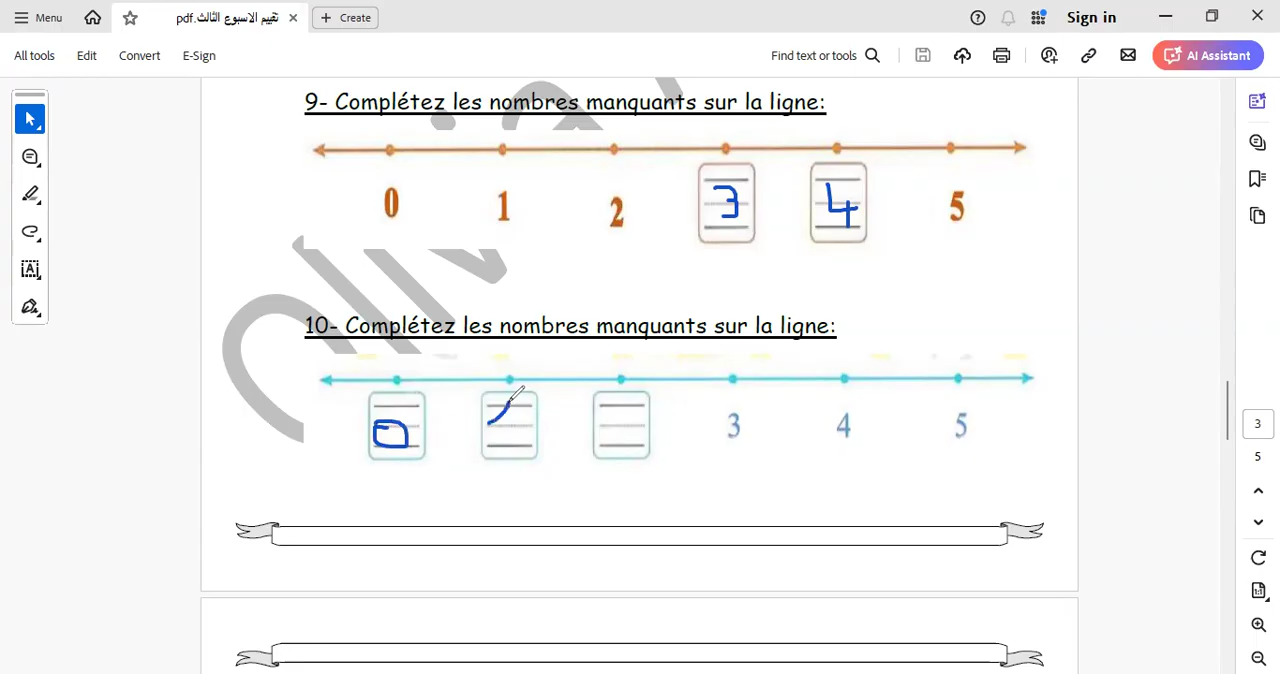 Menu
تقييم الاسبوع الثالث.pdf
Create
Sign in
All tools Edit Convert E-Sign
Find text or tools
AI Assistant
9- Complétez les nombres manquants sur la ligne:
0 1 2 3 4 5
10- Complétez les nombres manquants sur la ligne:
0 3 4 5
3
5